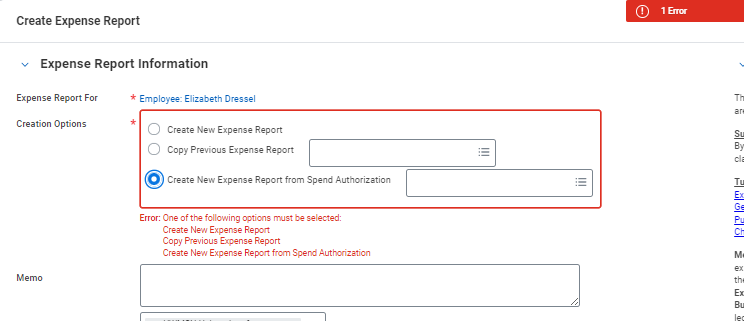 Create Expense Report
1 Error
Expense Report Information
Expense Report For
* Employee: Elizabeth Dressel
Creation Options
*
Create New Expense Report
Copy Previous Expense Report
Create New Expense Report from Spend Authorization
Error: One of the following options must be selected:
Create New Expense Report
Copy Previous Expense Report
Create New Expense Report from Spend Authorization
Memo